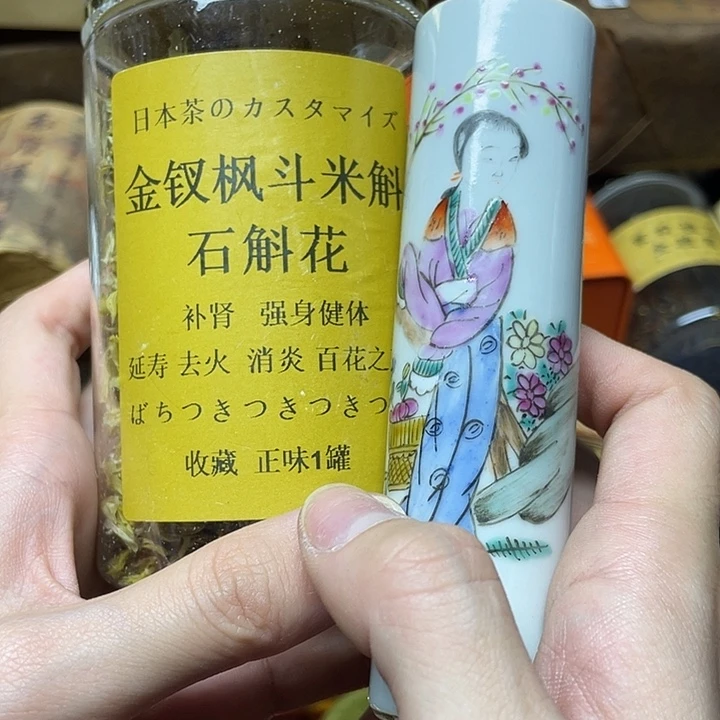 日本茶のカスタマイズ
金钗枫斗米斛
石斛花
补肾 强身健体
延寿 去火 消炎 百花之
ばちつきつきつきつ
收藏 正味1罐